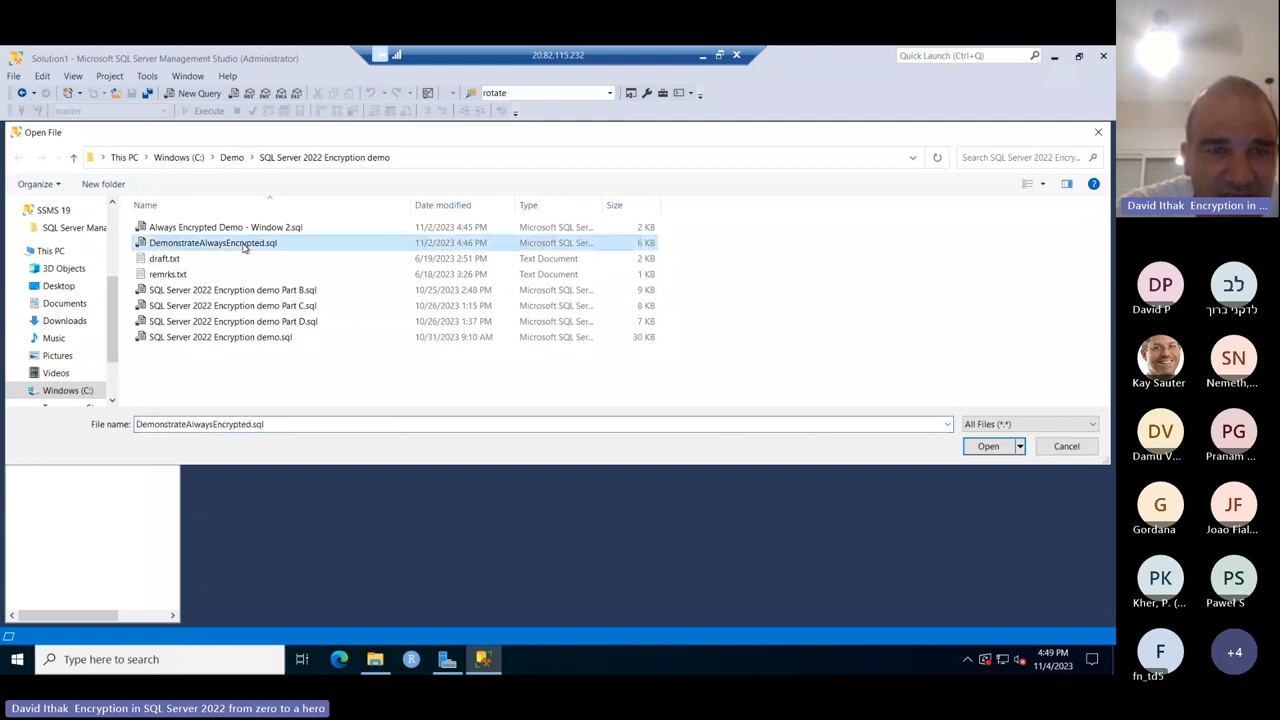 Solution1 - Microsoft SQL Server Management Studio (Administrator)
20.82.115.232
Quick Launch (Ctrl+Q)
File Edit View Project Tools Window Help
New Query
rotate
master
Execute
Open File
This PC > Windows (C:) > Demo > SQL Server 2022 Encryption demo
Search SQL Server 2022 Encry...
Organize
New folder
Name Date modified Type Size
SSMS 19
SQL Server Mana
This PC
3D Objects
Desktop
Documents
Downloads
Music
Pictures
Videos
Windows (C:)
Always Encrypted Demo - Window 2.sql 11/2/2023 4:45 PM Microsoft SQL Ser... 2 KB
DemonstrateAlwaysEncrypted.sql 11/2/2023 4:46 PM Microsoft SQL Ser... 6 KB
draft.txt 6/19/2023 2:51 PM Text Document 2 KB
remrks.txt 6/18/2023 3:26 PM Text Document 1 KB
SQL Server 2022 Encryption demo Part B.sql 10/25/2023 2:48 PM Microsoft SQL Ser... 9 KB
SQL Server 2022 Encryption demo Part C.sql 10/26/2023 1:15 PM Microsoft SQL Ser... 8 KB
SQL Server 2022 Encryption demo Part D.sql 10/26/2023 1:37 PM Microsoft SQL Ser... 7 KB
SQL Server 2022 Encryption demo.sql 10/31/2023 9:10 AM Microsoft SQL Ser... 30 KB
File name: DemonstrateAlwaysEncrypted.sql
All Files (*.*)
Open
Cancel
Type here to search
4:49 PM
11/4/2023
David Ithak Encryption in SQL Server 2022 from zero to a hero
David Ithak Encryption in ...
DP
David P
לב
לדקני ברוך
Kay Sauter
SN
Nemeth,...
DV
Damu V...
PG
Pranam ...
G
Gordana
JF
Joao Fial...
PK
Kher, P. (...
PS
Paweł S
F
fn_td5
+4